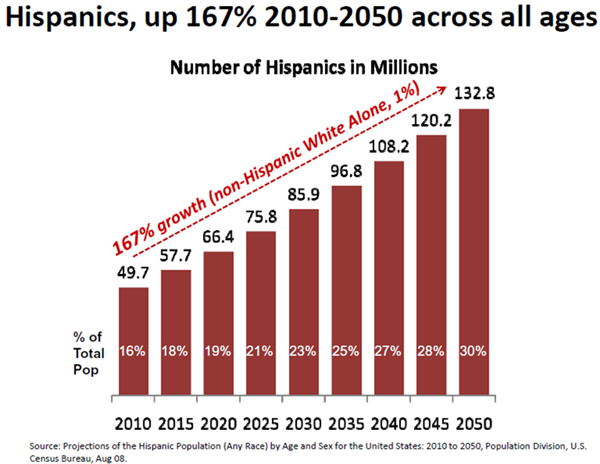 Hispanics, up 167% 2010-2050 across all ages
Number of Hispanics in Millions
167% growth (non-Hispanic White Alone, 1%)
49.7 57.7 66.4 75.8 85.9 96.8 108.2 120.2 132.8
% of
Total
Pop
16% 18% 19% 21% 23% 25% 27% 28% 30%
2010 2015 2020 2025 2030 2035 2040 2045 2050
Source: Projections of the Hispanic Population (Any Race) by Age and Sex for the United States: 2010 to 2050, Population Division, U.S.
Census Bureau, Aug 08.